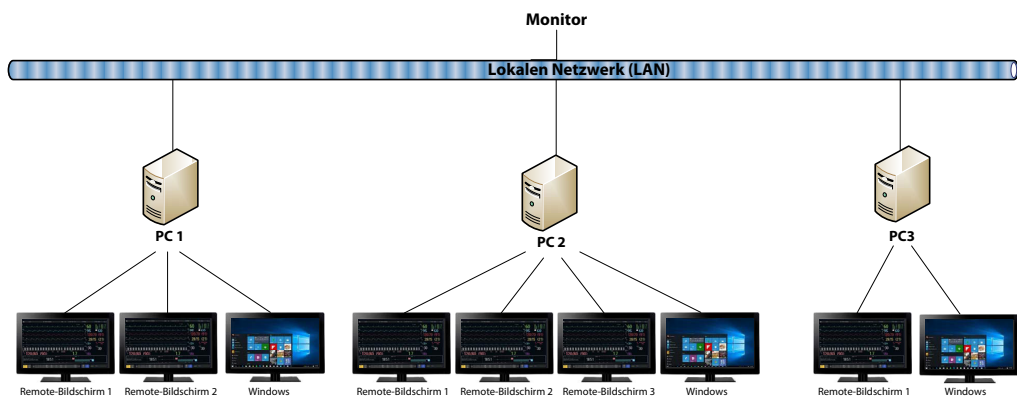 Monitor
Lokalen Netzwerk (LAN)
PC 1
PC 2
PC3
Remote-Bildschirm 1
Remote-Bildschirm 2
Windows
Remote-Bildschirm 1
Remote-Bildschirm 2
Remote-Bildschirm 3
Windows
Remote-Bildschirm 1
Windows